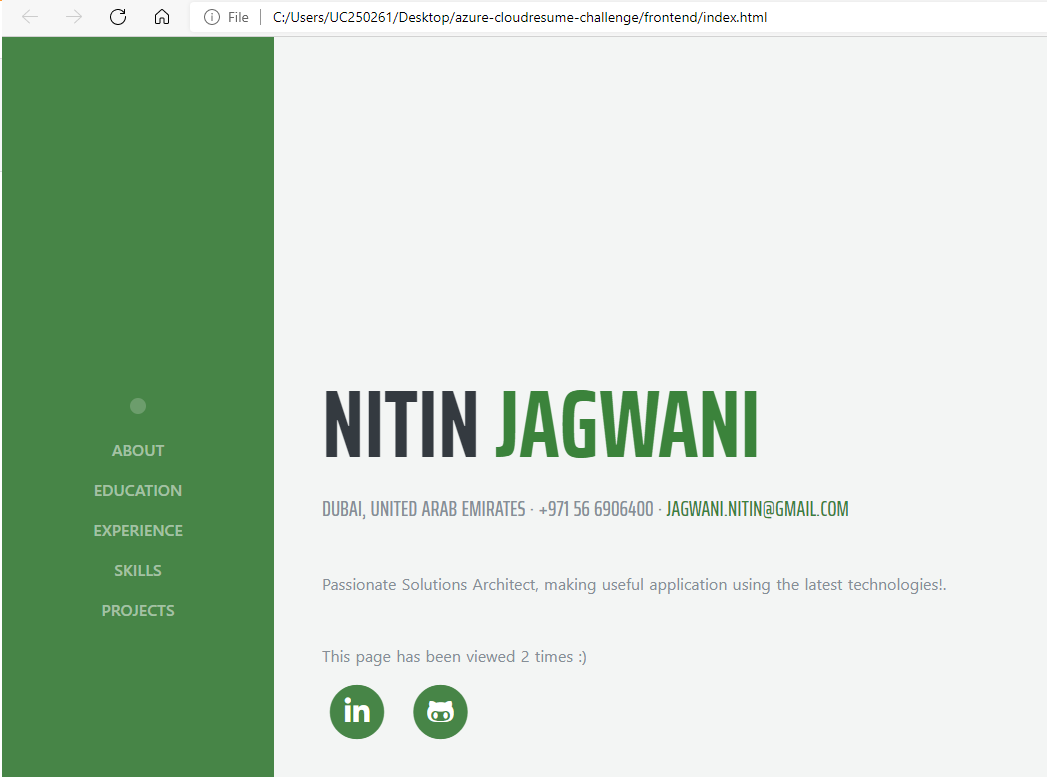 File
C:/Users/UC250261/Desktop/azure-cloudresume-challenge/frontend/index.html
ABOUT
EDUCATION
EXPERIENCE
SKILLS
PROJECTS
NITIN JAGWANI
DUBAI, UNITED ARAB EMIRATES · +971 56 6906400 · JAGWANI.NITIN@GMAIL.COM
Passionate Solutions Architect, making useful application using the latest technologies!.
This page has been viewed 2 times :)
in